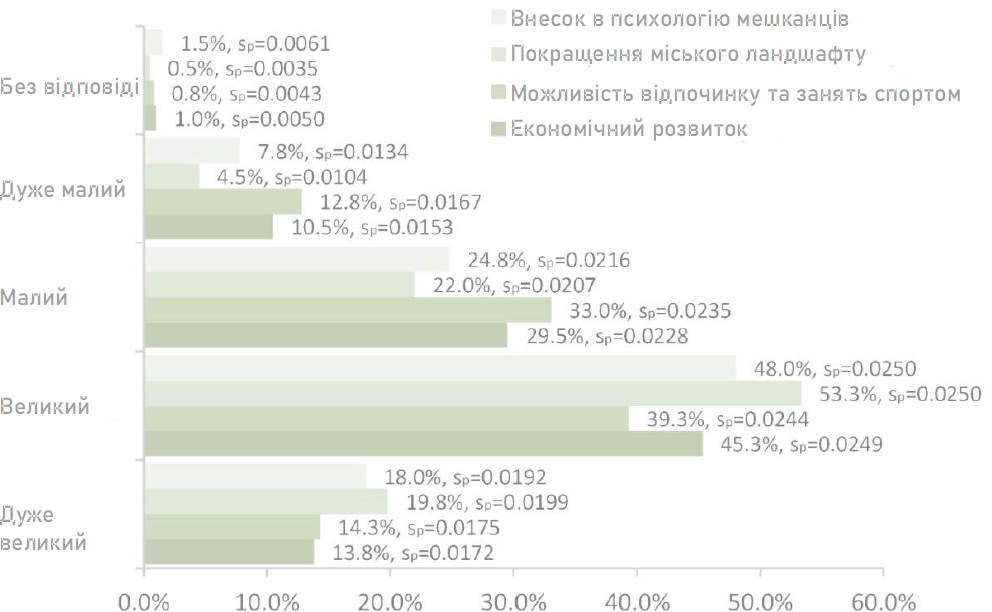 Внесок в психологію мешканців
Покращення міського ландшафту
Можливість відпочинку та занять спортом
Економічний розвиток
Без відповіді
1.5%, sp=0.0061
0.5%, sp=0.0035
0.8%, sp=0.0043
1.0%, sp=0.0050
Дуже малий
7.8%, sp=0.0134
4.5%, sp=0.0104
12.8%, sp=0.0167
10.5%, sp=0.0153
Малий
24.8%, sp=0.0216
22.0%, sp=0.0207
33.0%, sp=0.0235
29.5%, sp=0.0228
Великий
48.0%, sp=0.0250
53.3%, sp=0.0250
39.3%, sp=0.0244
45.3%, sp=0.0249
Дуже
великий
18.0%, sp=0.0192
19.8%, sp=0.0199
14.3%, sp=0.0175
13.8%, sp=0.0172
0.0% 10.0% 20.0% 30.0% 40.0% 50.0% 60.0%